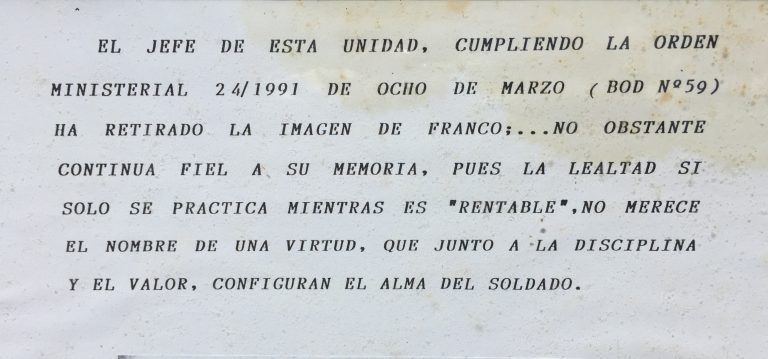 EL JEFE DE ESTA UNIDAD, CUMPLIENDO LA ORDEN
MINISTERIAL 24/1991 DE OCHO DE MARZO (BOD Nº59)
HA RETIRADO LA IMAGEN DE FRANCO;...NO OBSTANTE
CONTINUA FIEL A SU MEMORIA, PUES LA LEALTAD SI
SOLO SE PRACTICA MIENTRAS ES "RENTABLE",NO MERECE
EL NOMBRE DE UNA VIRTUD, QUE JUNTO A LA DISCIPLINA
Y EL VALOR, CONFIGURAN EL ALMA DEL SOLDADO.